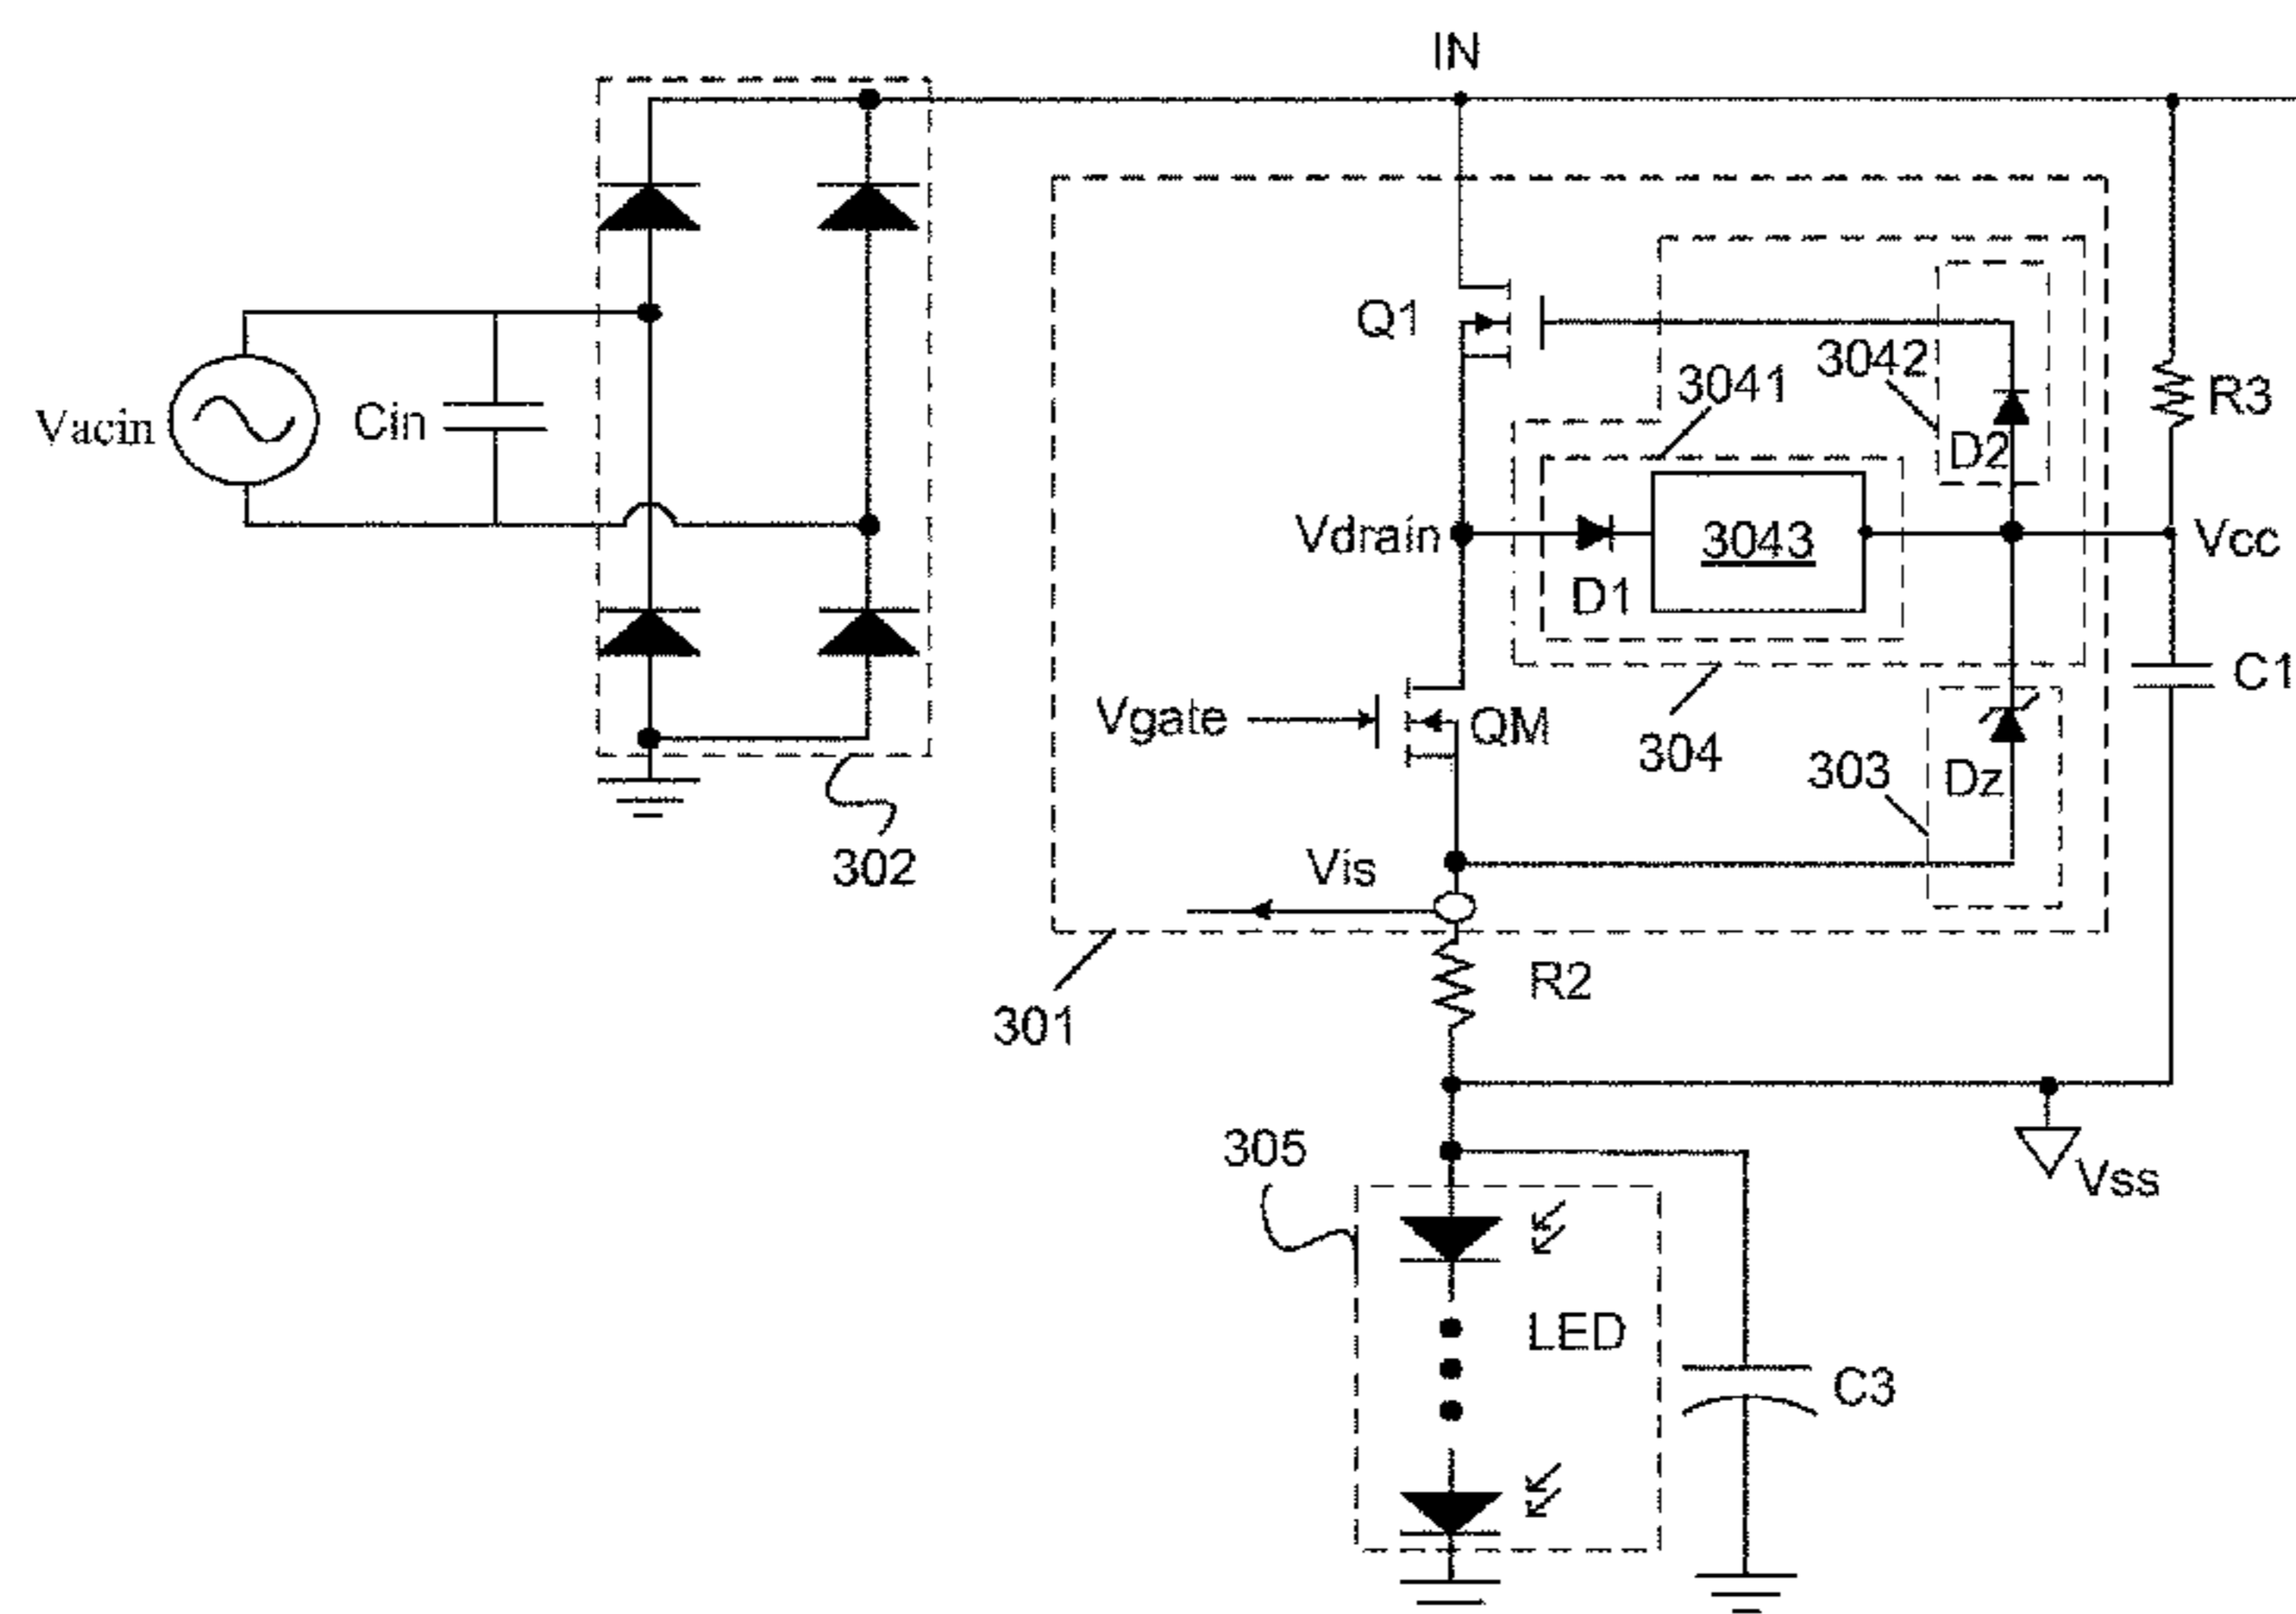 IN
Q1
3042
3041
R3
D2
Vacin
Cin
Vdrain
3043
Vcc
D1
C1
Vgate
QM
304
303
Dz
302
Vis
R2
301
305
Vss
LED
C3